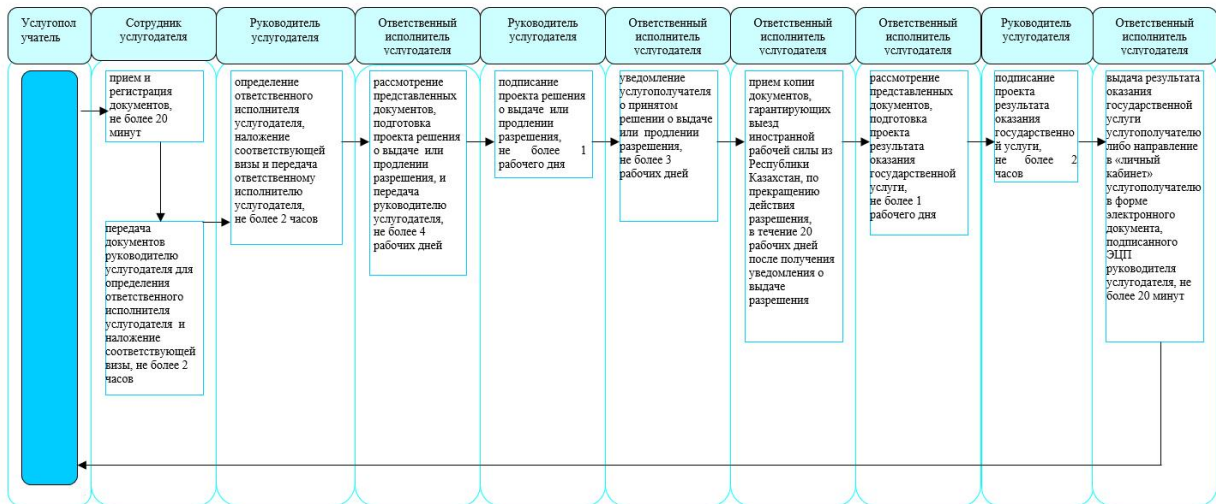 Услугопол
учатель
Сотрудник
услугодателя
Руководитель
услугодателя
Ответственный
исполнитель
услугодателя
Руководитель
услугодателя
Ответственный
исполнитель
услугодателя
Ответственный
исполнитель
услугодателя
Ответственный
исполнитель
услугодателя
Руководитель
услугодателя
Ответственный
исполнитель
услугодателя
прием и
регистрация
документов,
не более 20
минут
передача
документов
руководителю
услугодателя для
определения
ответственного
исполнителя
услугодателя и
наложение
соответствующей
визы, не более 2
часов
определение
ответственного
исполнителя
услугодателя,
наложение
соответствующей
визы и передача
ответственному
исполнителю
услугодателя,
не более 2 часов
рассмотрение
представленных
документов,
подготовка
проекта решения
о выдаче или
продлении
разрешения, и
передача
руководителю
услугодателя,
не более 4
рабочих дней
подписание
проекта решения
о выдаче или
продлении
разрешения,
не более 1
рабочего дня
уведомление
услугополучателя
о принятом
решении о выдаче
или продлении
разрешения,
не более 3
рабочих дней
прием копии
документов,
гарантирующих
выезд
иностранной
рабочей силы из
Республики
Казахстан, по
прекращению
действия
разрешения,
в течение 20
рабочих дней
после получения
уведомления о
выдаче
разрешения
рассмотрение
представленных
документов,
подготовка
проекта
результата
оказания
государственной
услуги,
не более 1
рабочего дня
подписание
проекта
результата
оказания
государственно
й услуги,
не более 2
часов
выдача результата
оказания
государственной
услуги
услугополучателю
либо направление
в «личный
кабинет»
услугополучателю
в форме
электронного
документа,
подписанного
ЭЦП
руководителя
услугодателя, не
более 20 минут